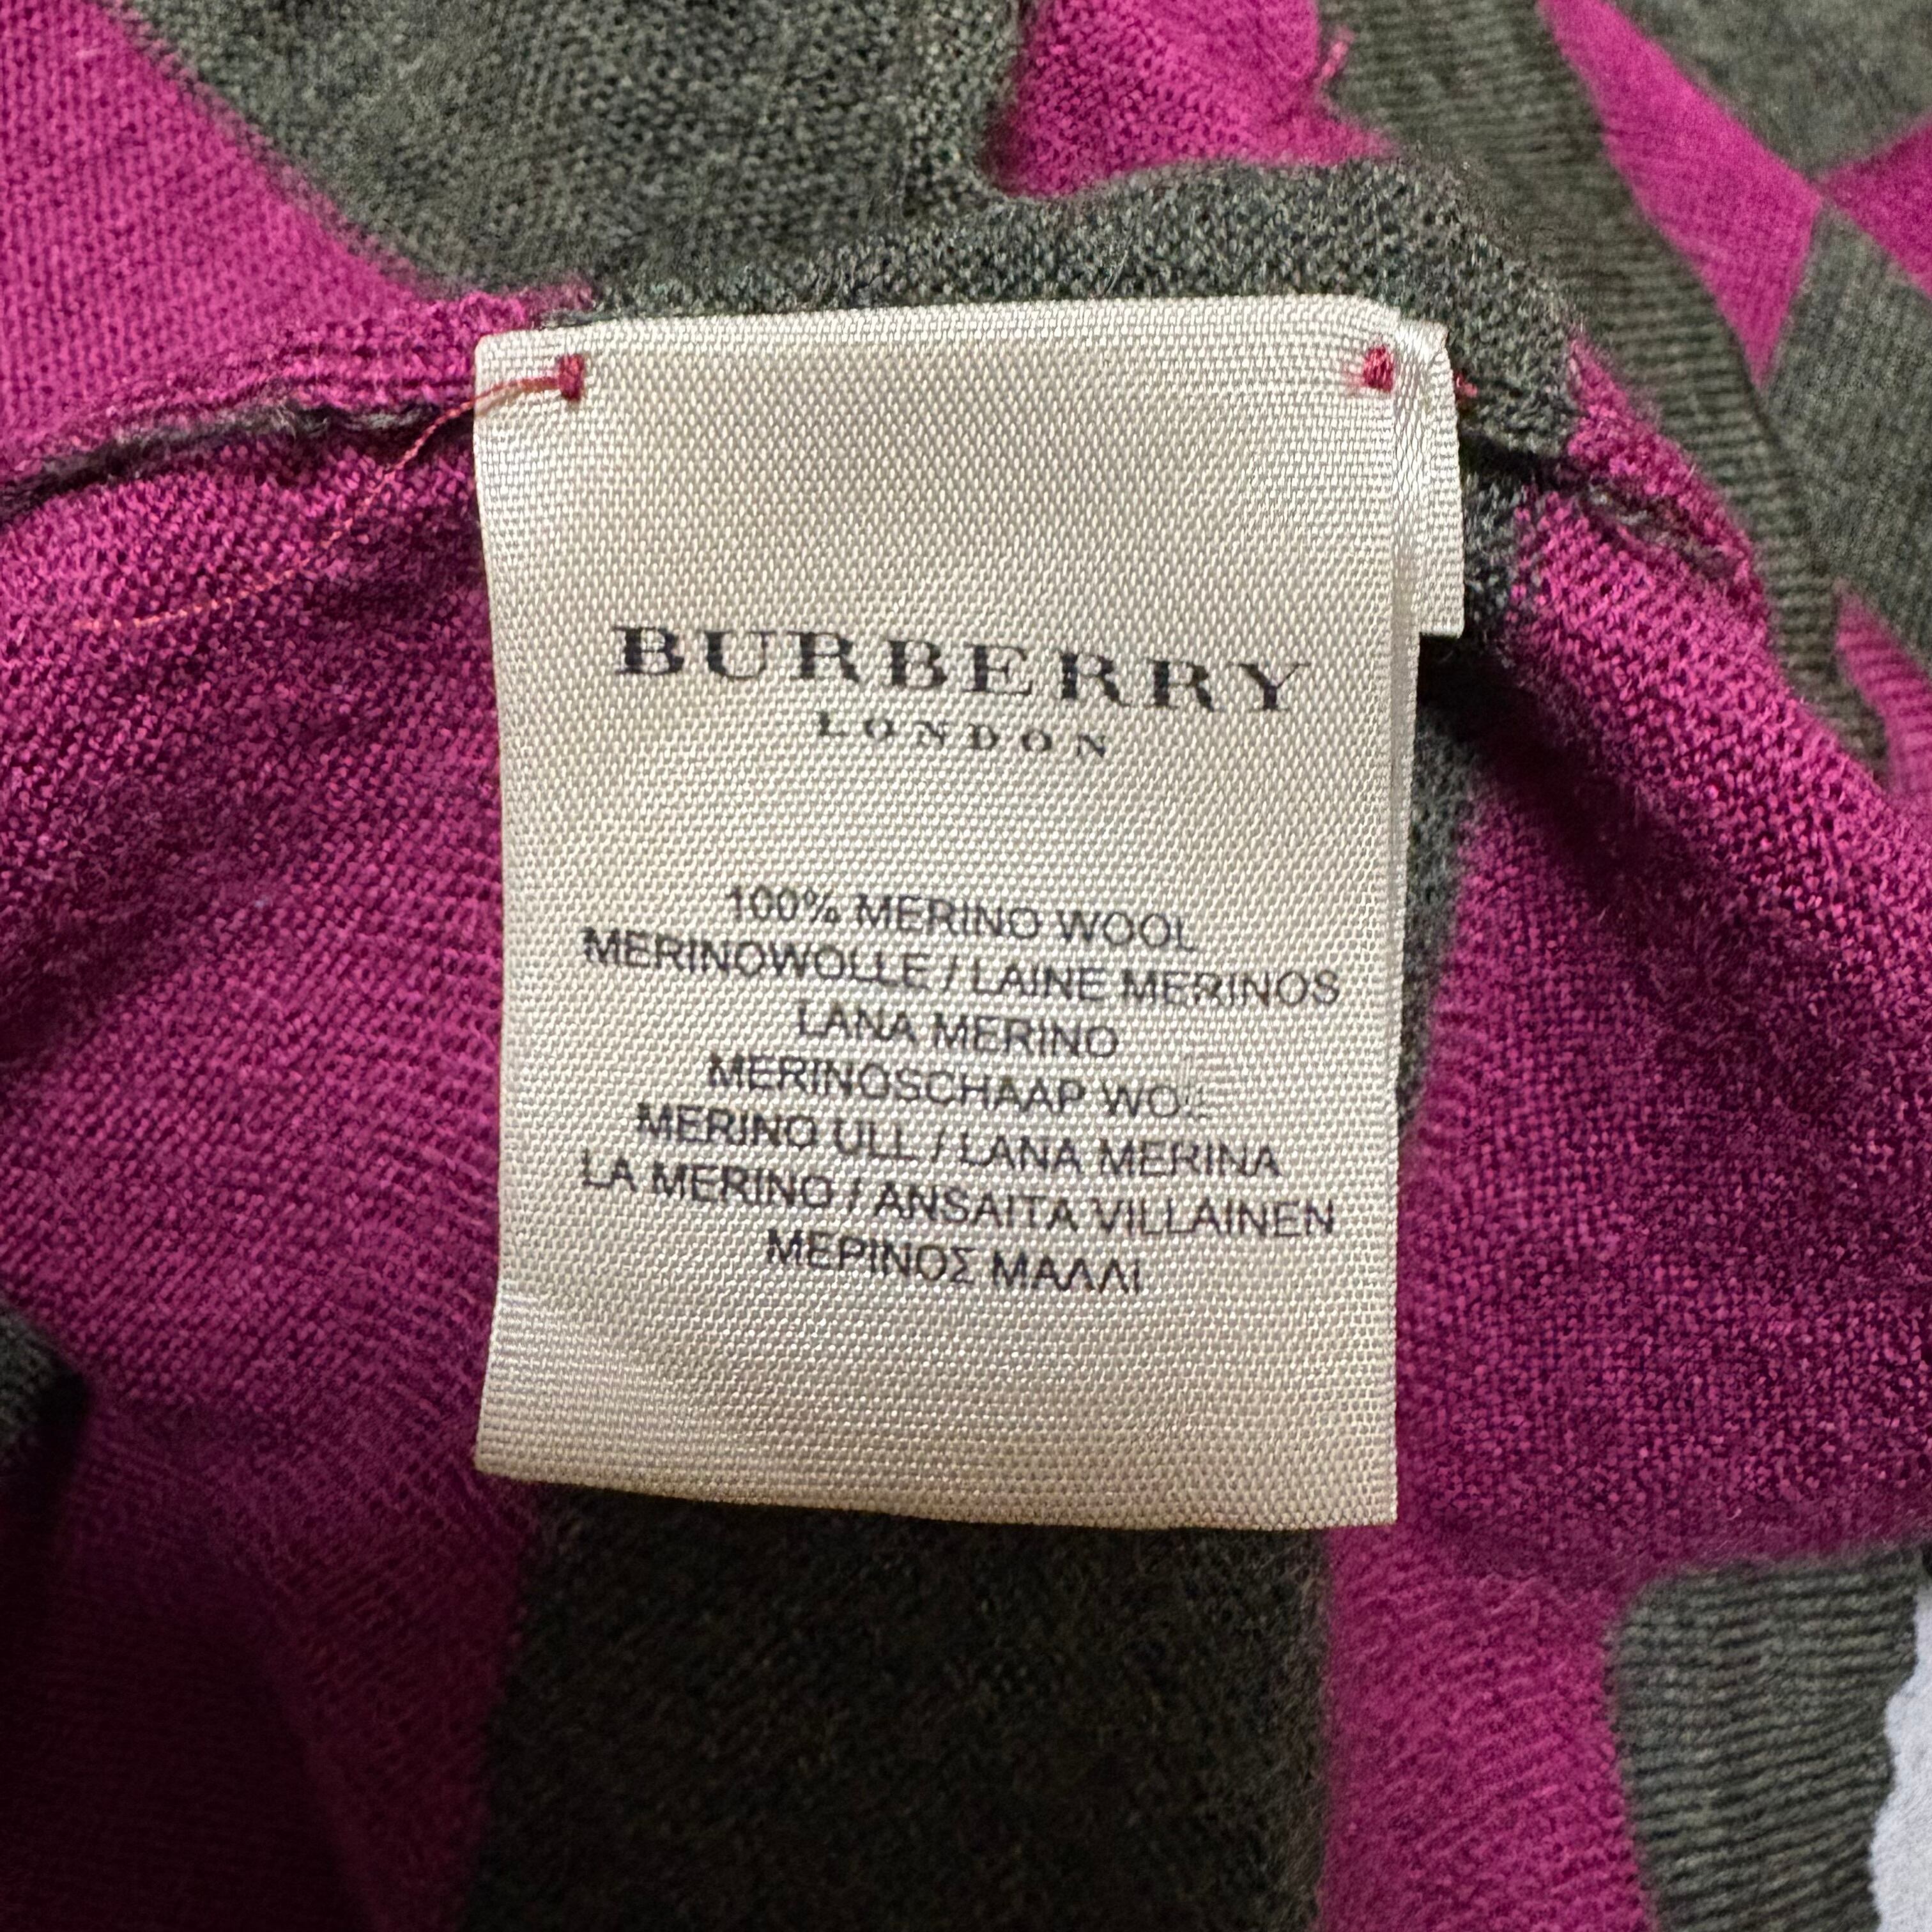 BURBERRY
LONDON
100% MERINO WOOL
MERINOWOLLE / LAINE MERINOS
LANA MERINO
MERINOSCHAAP WOL
MERINO ULL / LANA MERINA
LA MERINO / ANSAITA VILLAINEN
ΜΕΡΙΝΟΣ ΜΑΛΛΙ